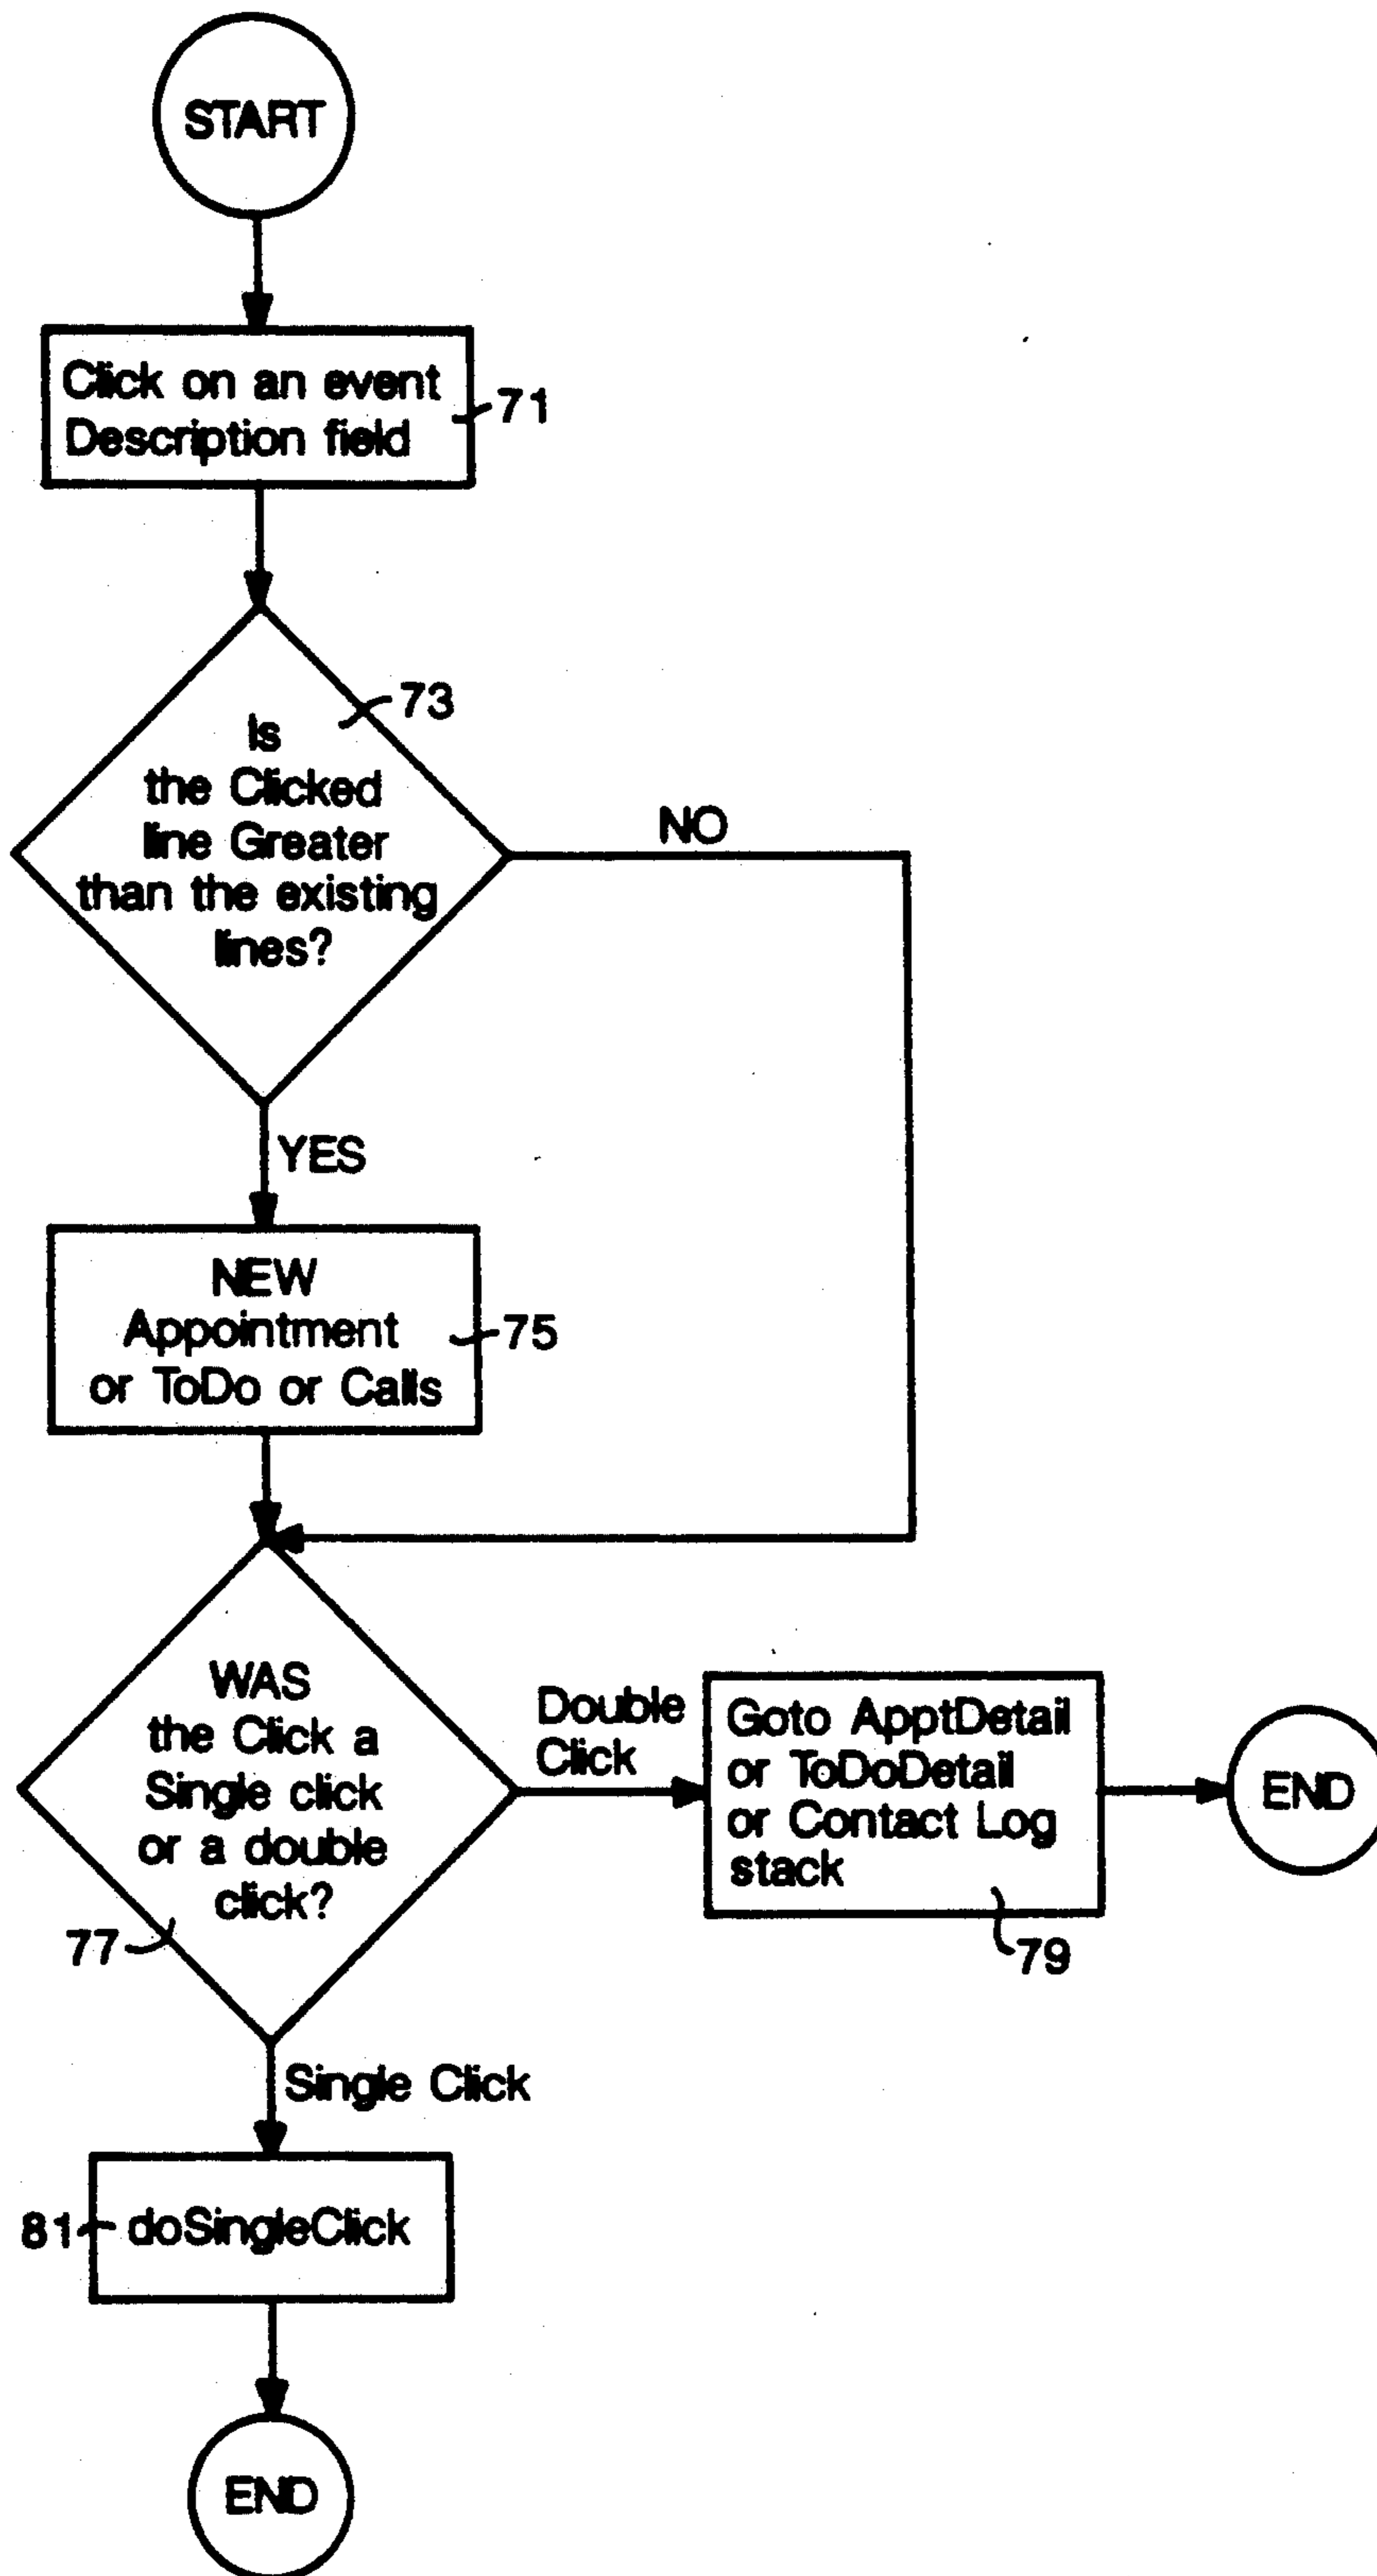 START
Click on an event
Description field
71
73
Is
the Clicked
line Greater
than the existing
lines?
NO
YES
NEW
Appointment
or ToDo or Calls
75
WAS
the Click a
Single click
or a double
click?
77
Double
Click
Goto ApptDetail
or ToDoDetail
or Contact Log
stack
79
END
Single Click
81
doSingleClick
END